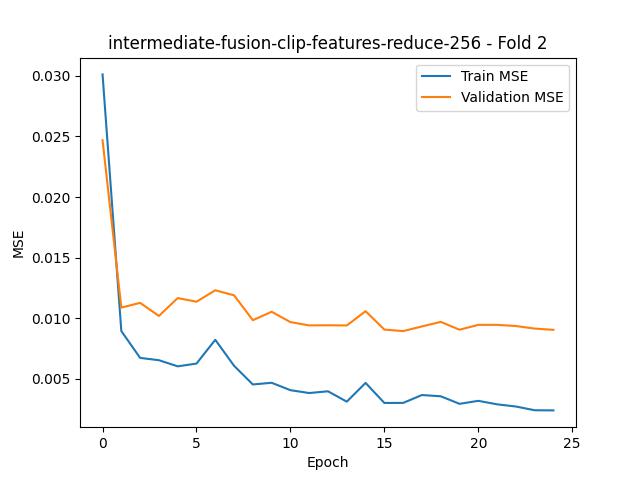 intermediate-fusion-clip-features-reduce-256 - Fold 2
Train MSE
Validation MSE
0.030
0.025
0.020
0.015
0.010
0.005
MSE
0 5 10 15 20 25
Epoch